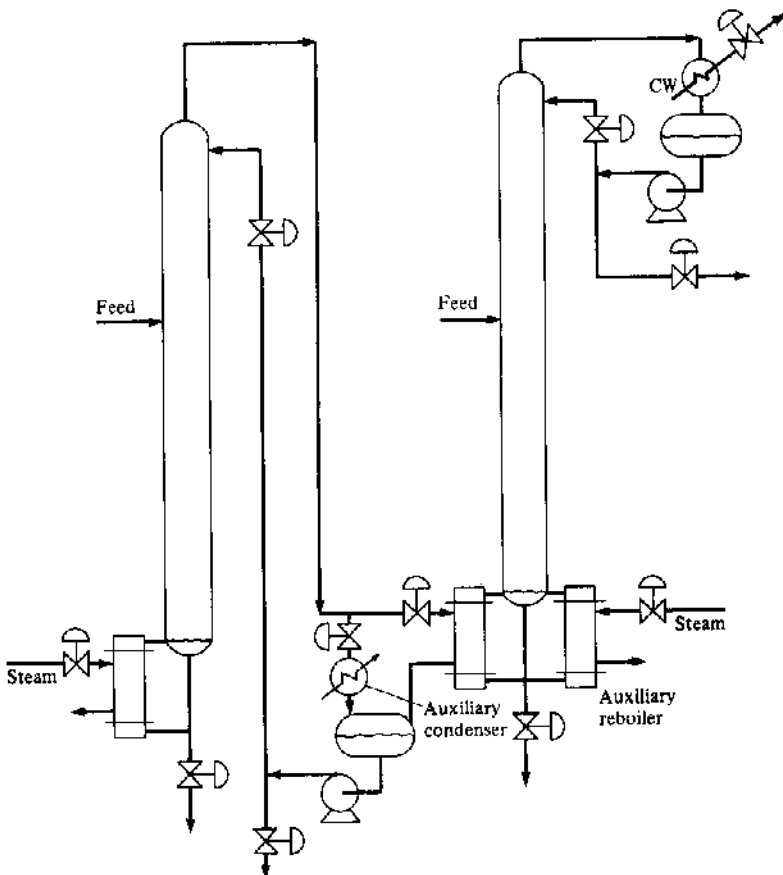 CW
Feed
Feed
Steam
Steam
Auxiliary
condenser
Auxiliary
reboiler